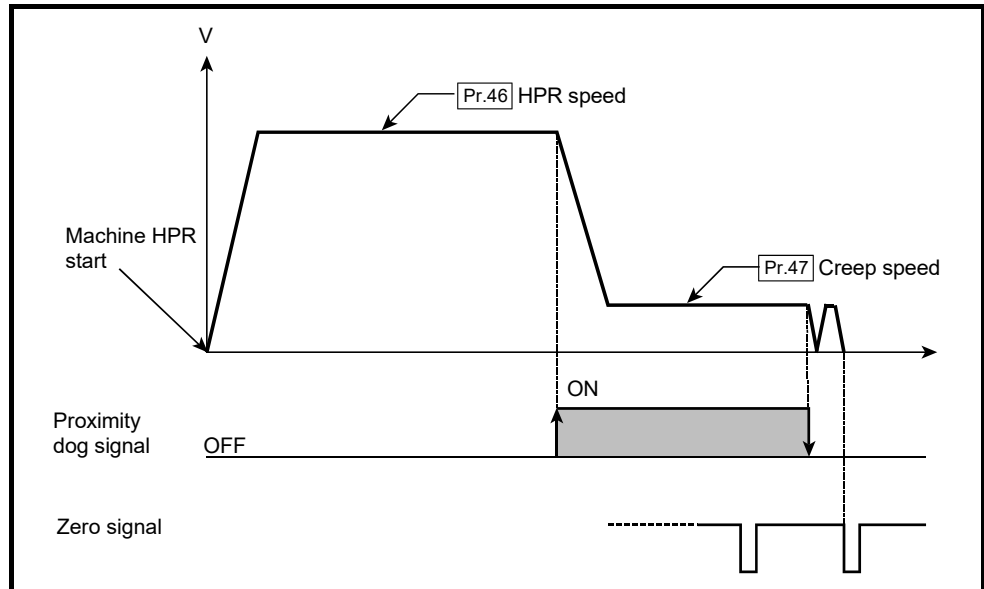 V
Pr.46 HPR speed
Machine HPR
start
Pr.47 Creep speed
ON
Proximity
dog signal
OFF
Zero signal